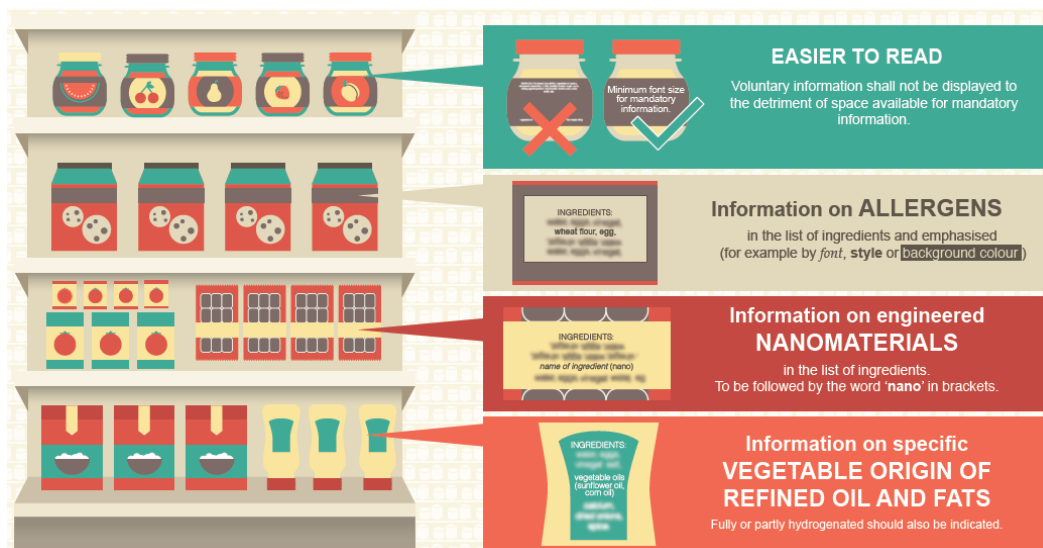 EASIER TO READ
Voluntary information shall not be displayed
to the detriment of space available for mandatory
information.
Minimum font size
for mandatory
information.
Information on ALLERGENS
in the list of ingredients and emphasised
(for example by font, style or background colour)
INGREDIENTS:
wheat flour, egg,
Information on engineered
NANOMATERIALS
in the list of ingredients.
To be followed by the word ‘nano’ in brackets.
INGREDIENTS:
name of ingredient (nano)
Information on specific
VEGETABLE ORIGIN OF
REFINED OIL AND FATS
Fully or partly hydrogenated should also be indicated.
INGREDIENTS:
vegetable oils
(sunflower oil,
corn oil)